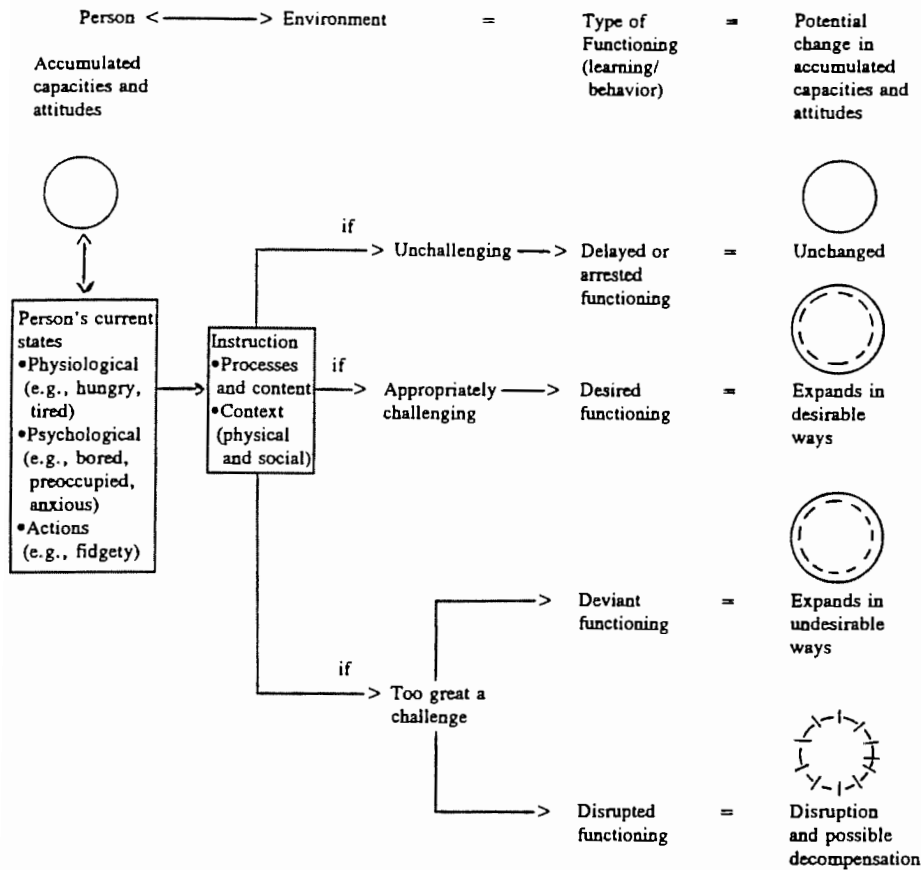 Person <———> Environment = Type of Functioning (learning/ behavior) = Potential change in accumulated capacities and attitudes
Accumulated
capacities and
attitudes
Person's current
states
•Physiological
(e.g., hungry,
tired)
•Psychological
(e.g., bored,
preoccupied,
anxious)
•Actions
(e.g., fidgety)
Instruction
•Processes
and content
•Context
(physical
and social)
if
> Unchallenging —> Delayed or
arrested
functioning
=
Unchanged
if
> Appropriately
challenging
—> Desired
functioning
=
Expands in
desirable
ways
if
> Too great a
challenge
> Deviant
functioning
=
Expands in
undesirable
ways
> Disrupted
functioning
=
Disruption
and possible
decompensation